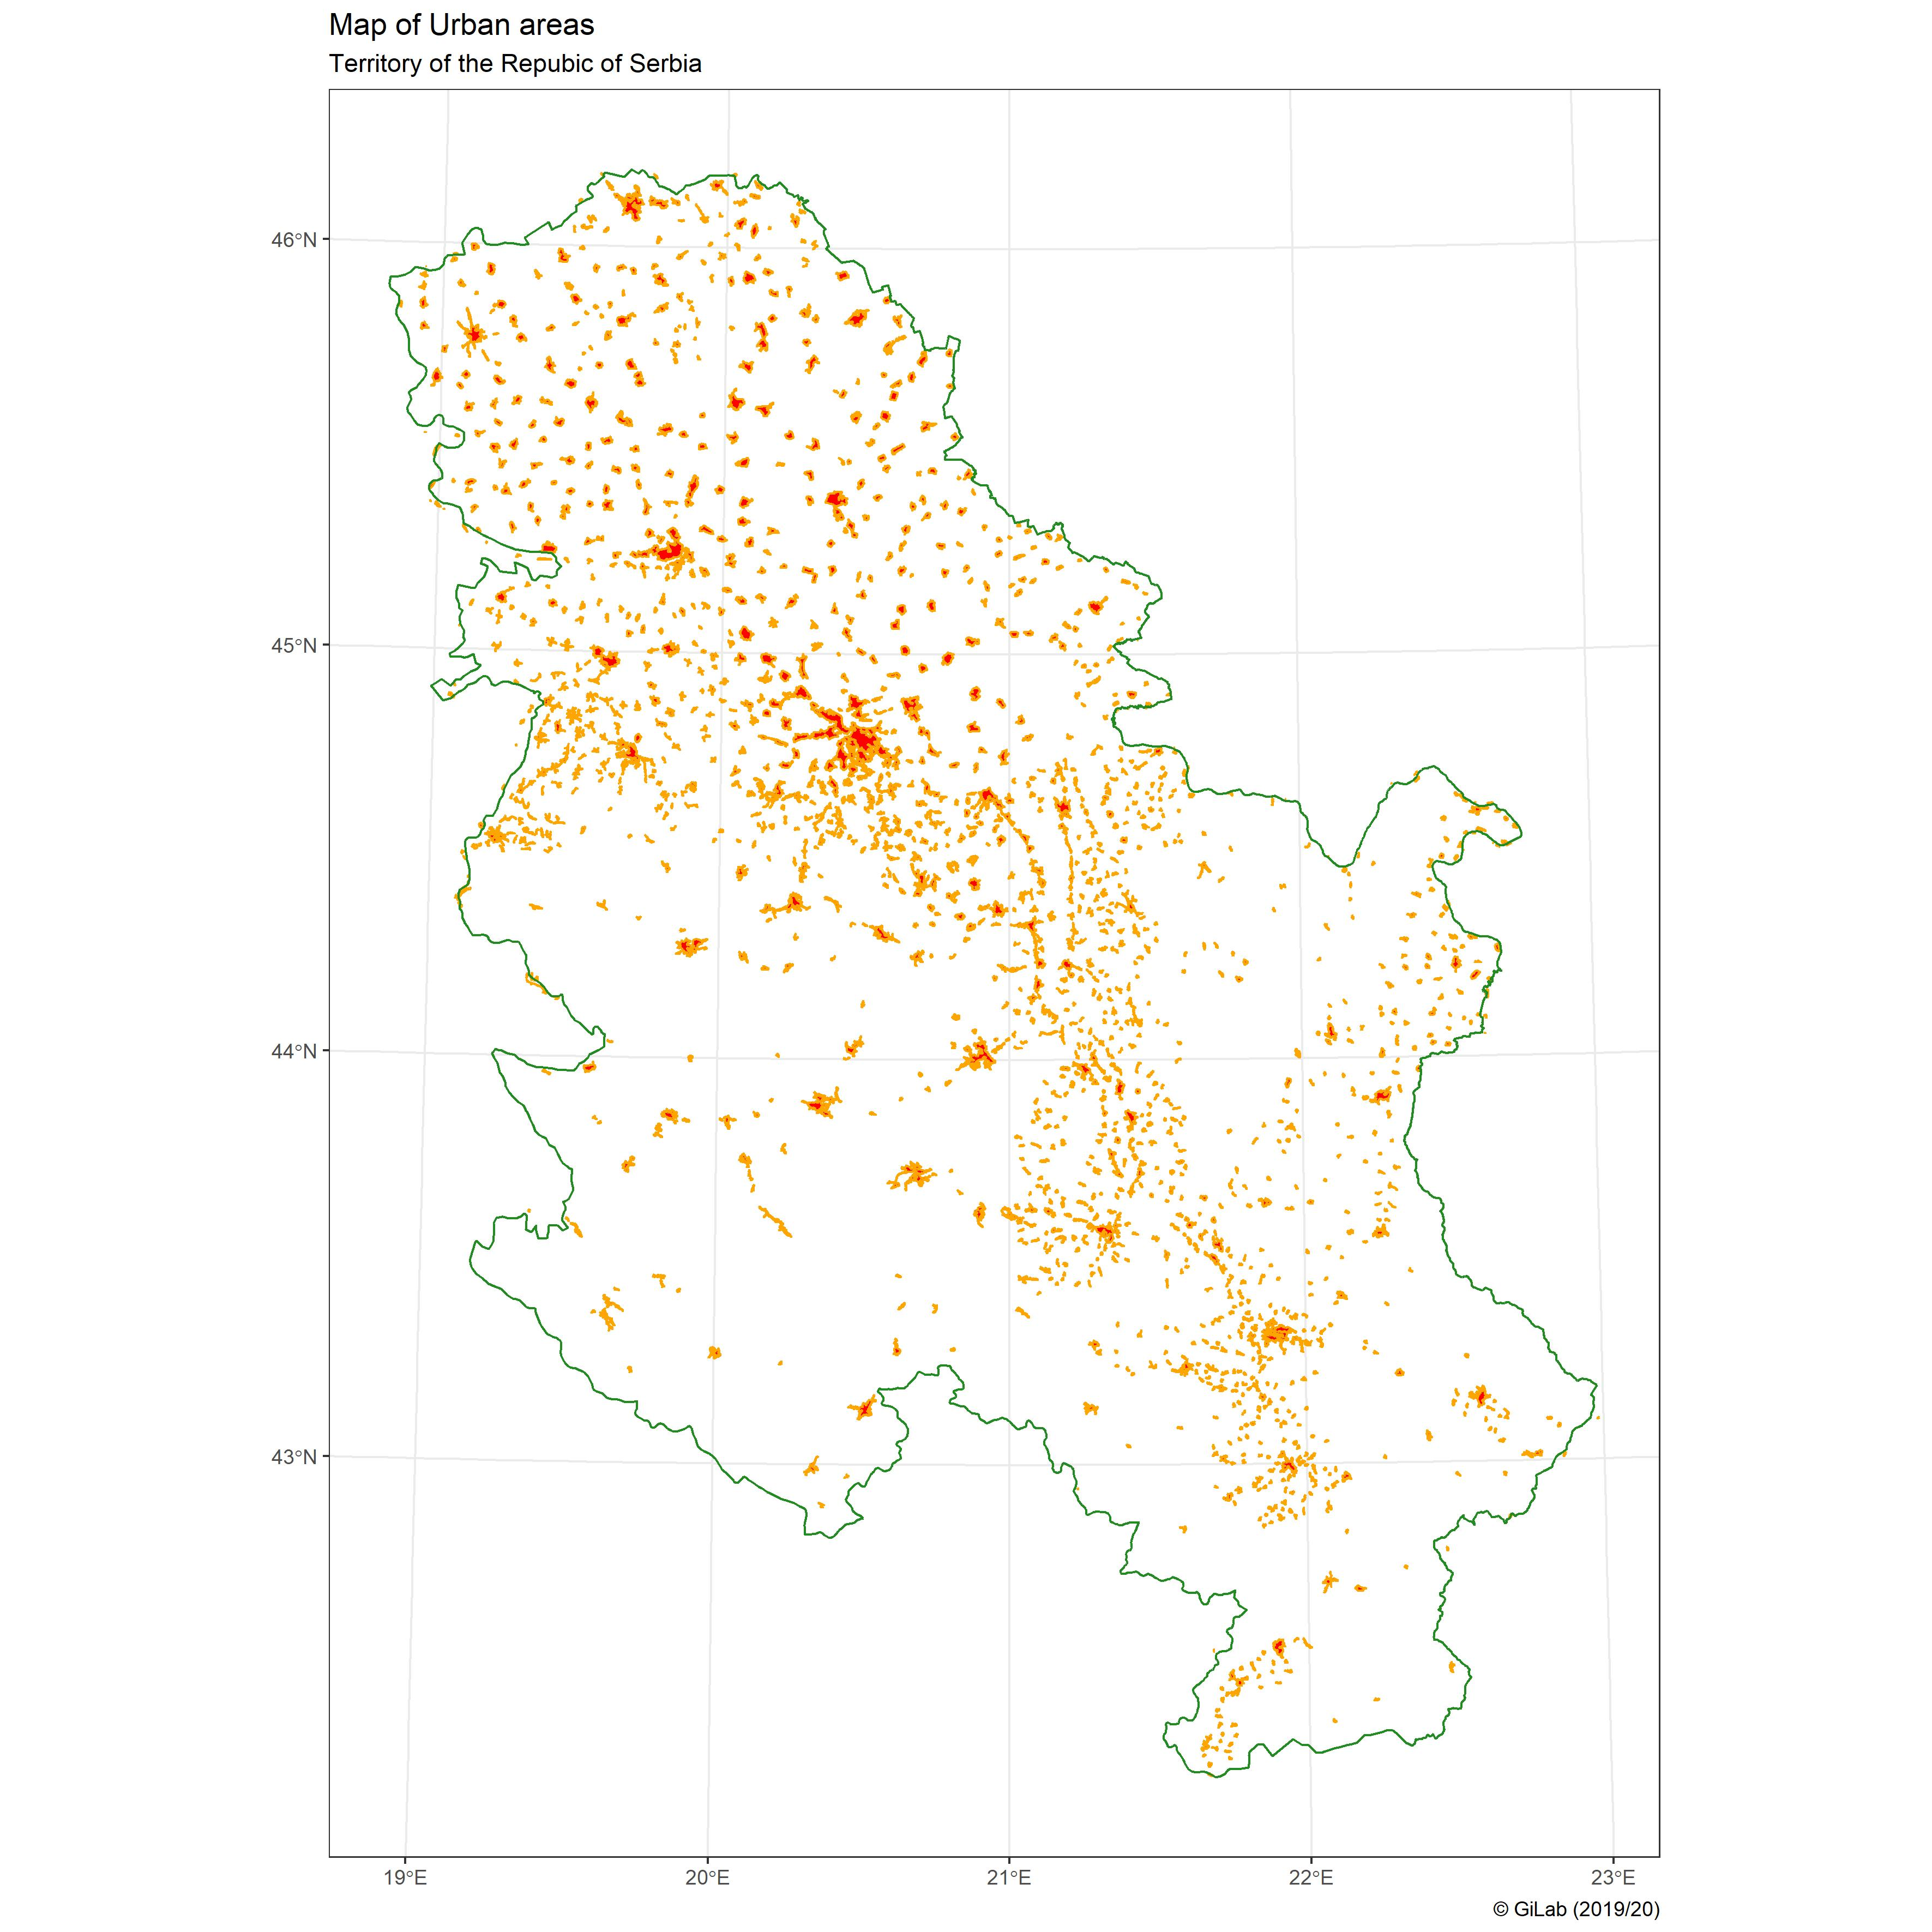 Map of Urban areas
Territory of the Repubic of Serbia
46°N
45°N
44°N
43°N
19°E
20°E
21°E
22°E
23°E
© GiLab (2019/20)